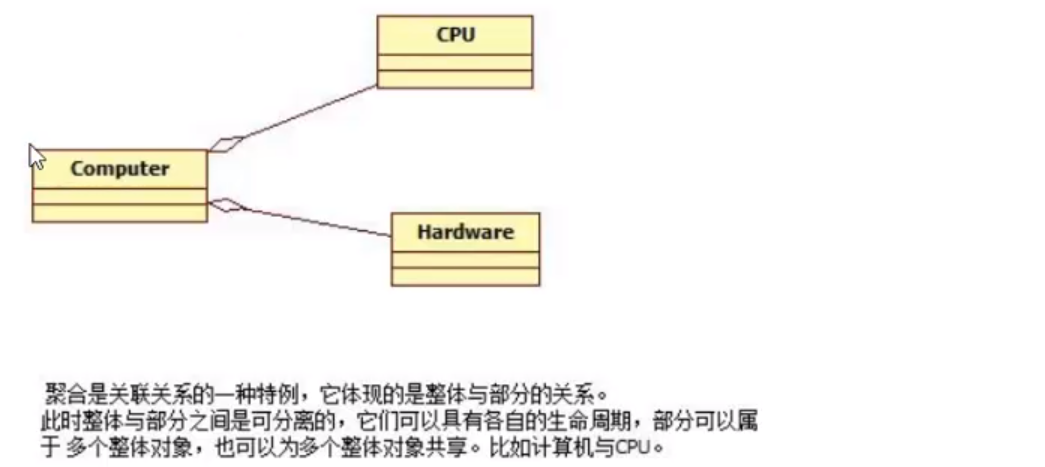 CPU
Computer
Hardware
聚合是关联关系的一种特例，它体现的是整体与部分的关系。
此时整体与部分之间是可分离的，它们可以具有各自的生命周期，部分可以属
于 多个整体对象，也可以为多个整体对象共享。比如计算机与CPU。